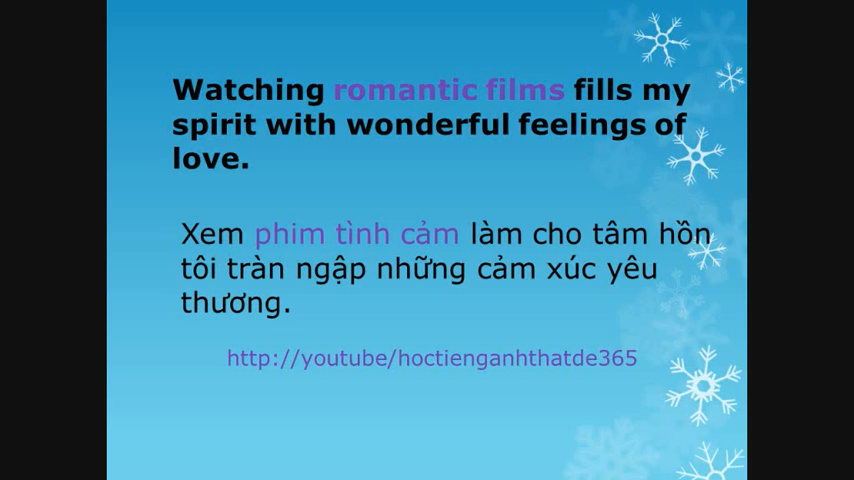 Watching romantic films fills my
spirit with wonderful feelings of
love.
Xem phim tình cảm làm cho tâm hồn
tôi tràn ngập những cảm xúc yêu
thương.
http://youtube/hoctienganhthatde365